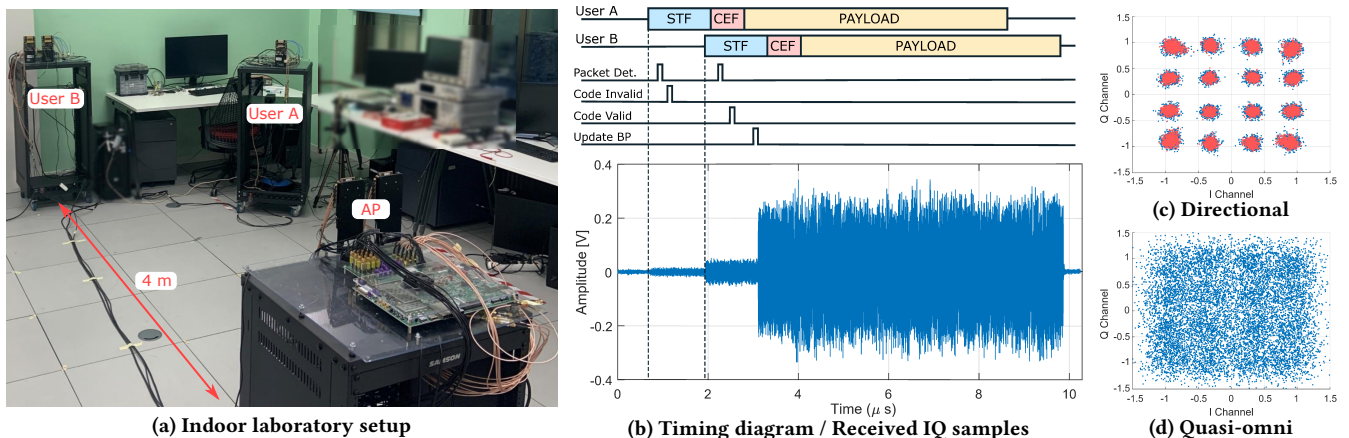 User B
User A
AP
4 m
SAMSON
(a) Indoor laboratory setup
User A
STF
CEF
PAYLOAD
User B
STF
CEF
PAYLOAD
Packet Det.
Code Invalid
Code Valid
Update BP
0.4
0.2
0
-0.2
-0.4
Amplitude [V]
0 2 4 6 8 10
Time (μ s)
(b) Timing diagram / Received IQ samples
1.5
1
0.5
0
-0.5
-1
-1.5
Q Channel
-1.5 -1 -0.5 0 0.5 1 1.5
I Channel
(c) Directional
1.5
1
0.5
0
-0.5
-1
-1.5
Q Channel
-1.5 -1 -0.5 0 0.5 1 1.5
I Channel
(d) Quasi-omni